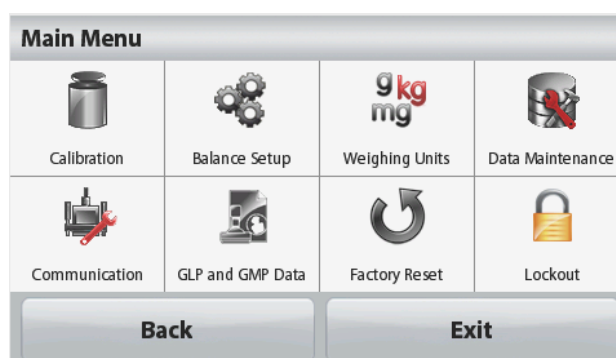 Main Menu
g kg
mg
Calibration
Balance Setup
Weighing Units
Data Maintenance
Communication
GLP and GMP Data
Factory Reset
Lockout
Back
Exit